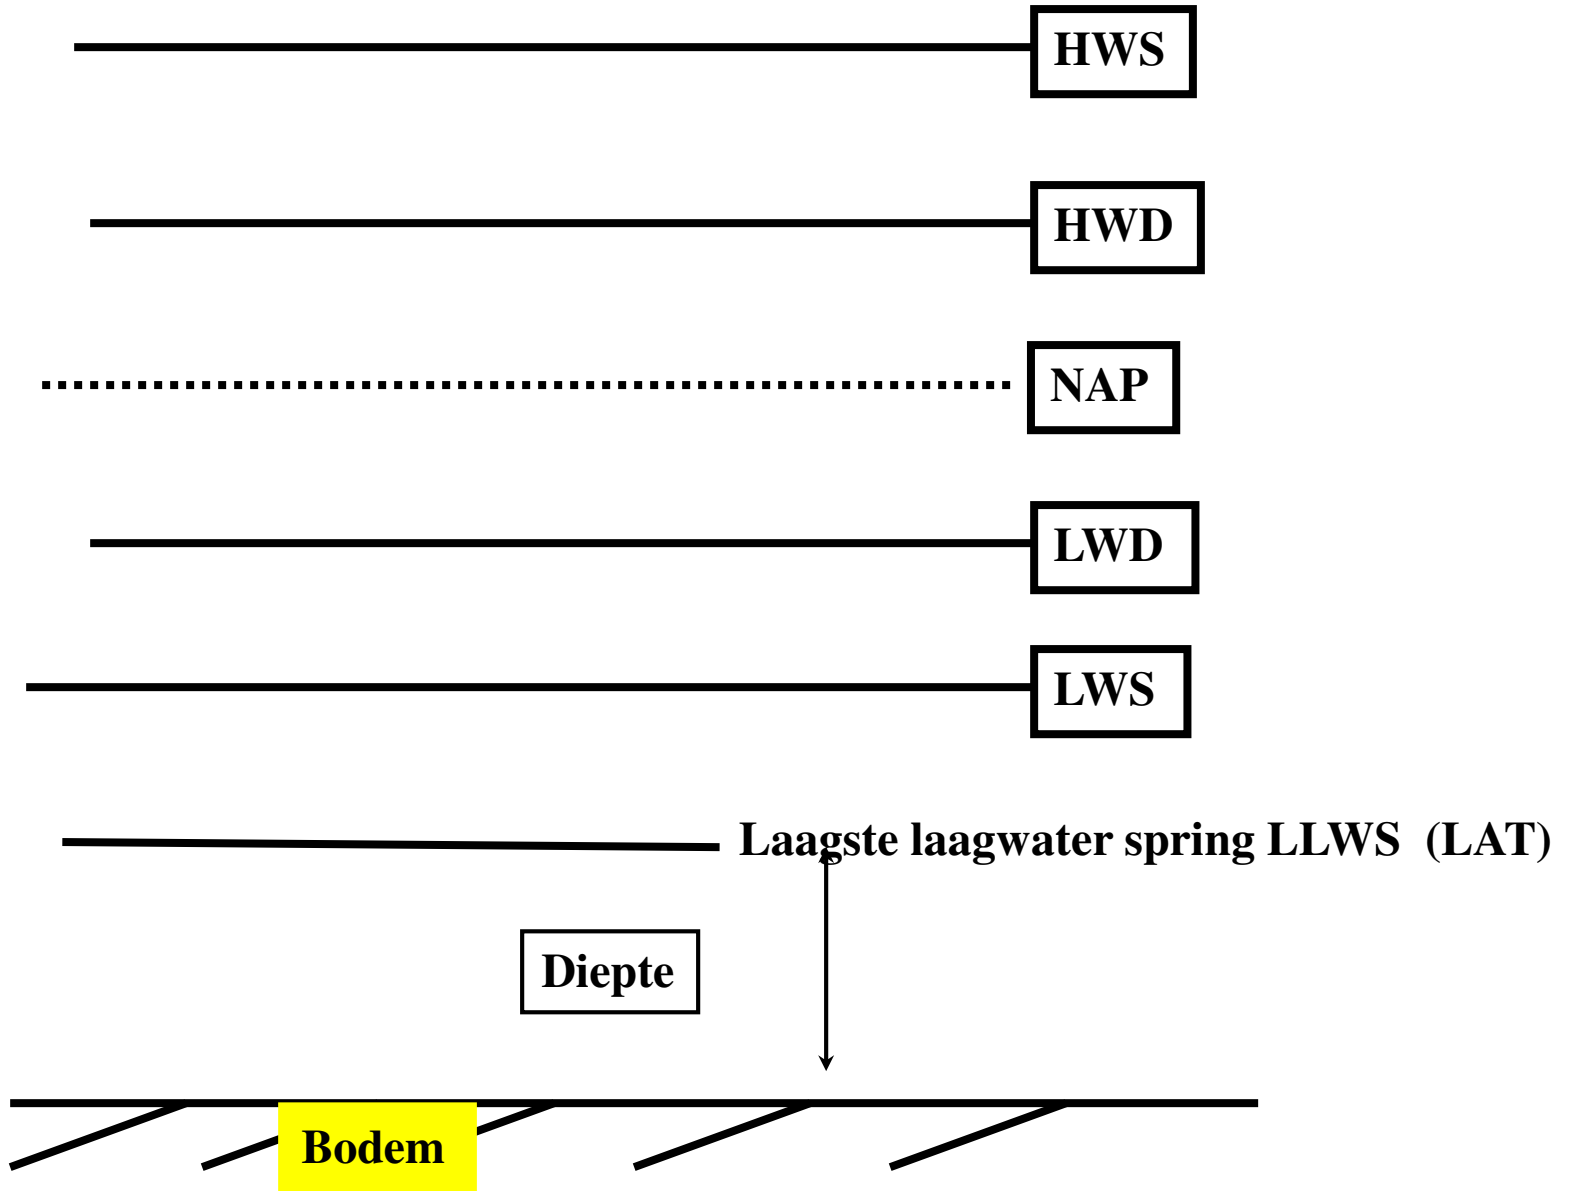 HWS
HWD
NAP
LWD
LWS
Laagste laagwater spring LLWS (LAT)
Diepte
Bodem